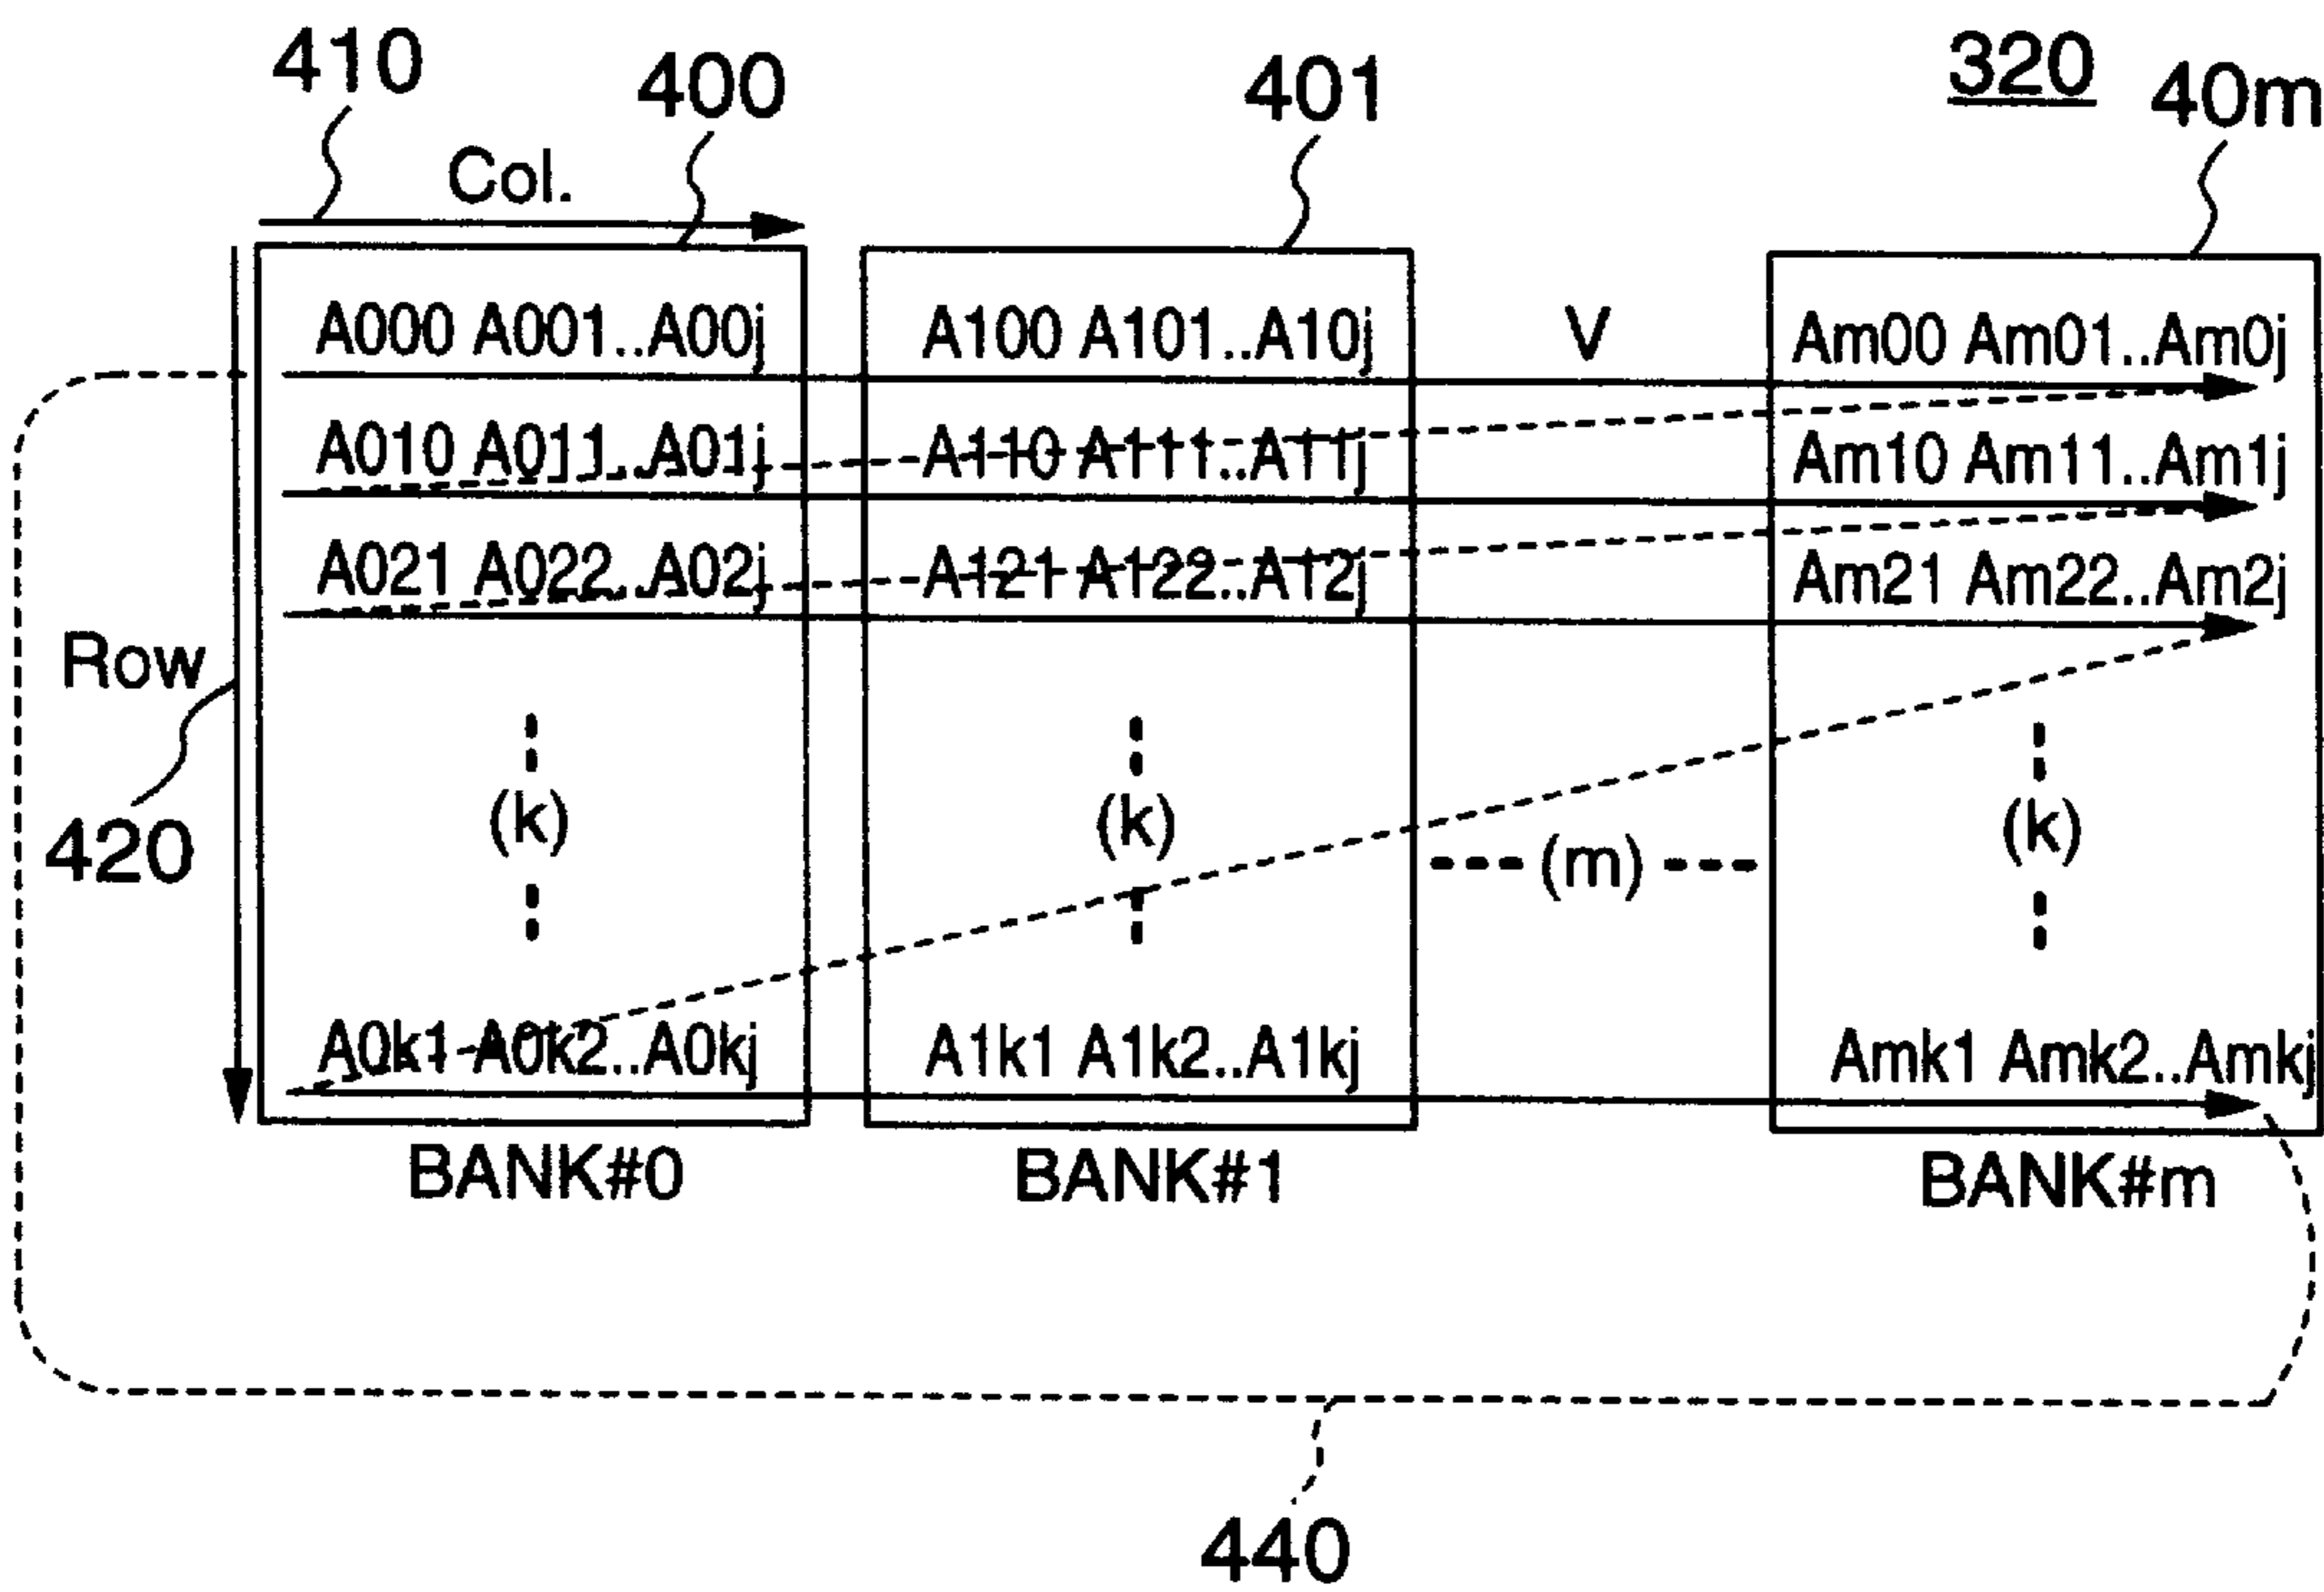 410
400
401
320
40m
Col.
A000 A001..A00j
A100 A101..A10j
V
Am00 Am01..Am0j
A010 A011..A01j
A110 A111..A11j
Am10 Am11..Am1j
A021 A022..A02j
A121 A122..A12j
Am21 Am22..Am2j
Row
420
(k)
(k)
(m)
(k)
A0k1 A0k2..A0kj
A1k1 A1k2..A1kj
Amk1 Amk2..Amkj
BANK#0
BANK#1
BANK#m
440